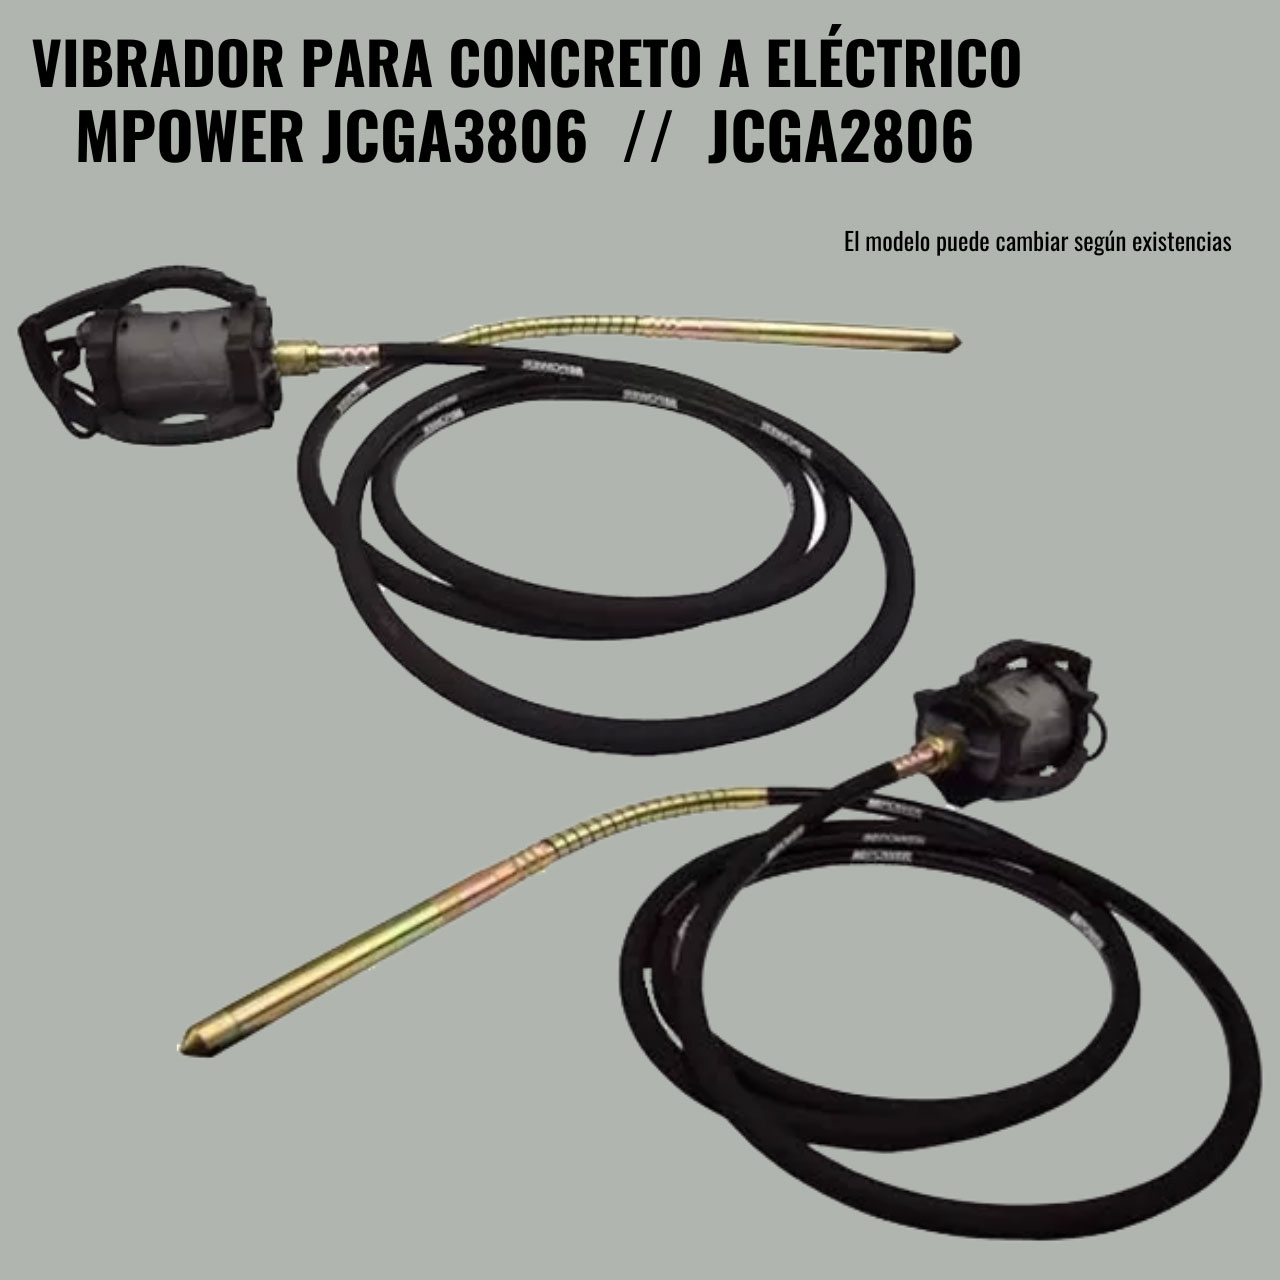 VIBRADOR PARA CONCRETO A ELÉCTRICO
MPOWER JCGA3806 // JCGA2806
El modelo puede cambiar según existencias